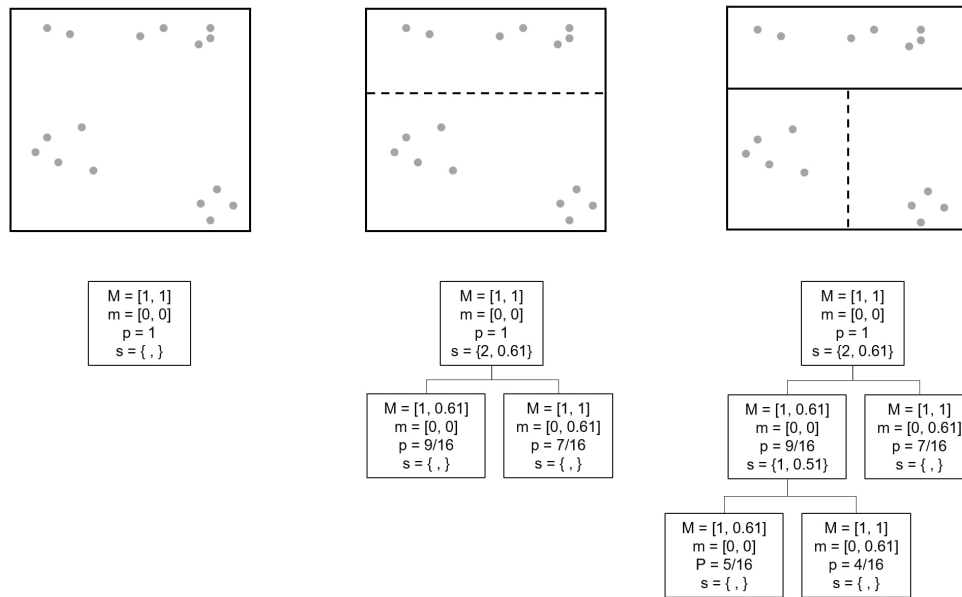 M = [1, 1]
m = [0, 0]
p = 1
s = { , }
M = [1, 1]
m = [0, 0]
p = 1
s = {2, 0.61}
M = [1, 0.61]
m = [0, 0]
p = 9/16
s = { , }
M = [1, 1]
m = [0, 0.61]
p = 7/16
s = { , }
M = [1, 1]
m = [0, 0]
p = 1
s = {2, 0.61}
M = [1, 0.61]
m = [0, 0]
p = 9/16
s = {1, 0.51}
M = [1, 1]
m = [0, 0.61]
p = 7/16
s = { , }
M = [1, 0.61]
m = [0, 0]
P = 5/16
s = { , }
M = [1, 1]
m = [0, 0.61]
p = 4/16
s = { , }